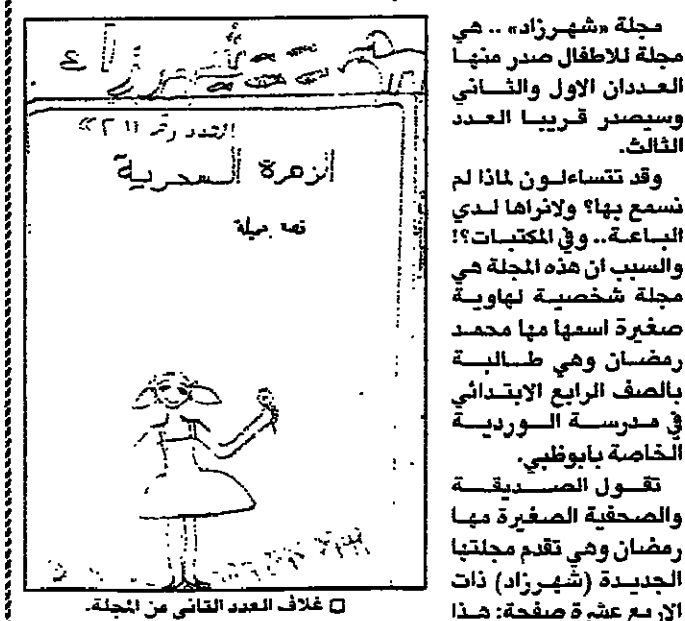 مجلة «شهرزاد» .. هي
مجلة للاطفال صدر منها
العددان الاول والثاني
وسيصدر قريبا العدد
الثالث.
وقد تتساءلون لماذا لم
نسمع بها؟ ولانراها لدي
الباعة.. وفي المكتبات؟!
والسبب ان هذه المجلة هي
مجلة شخصية لهاوية
صغيرة اسمها مها محمد
رمضان وهي طالبة
بالصف الرابع الابتدائي
في مدرسة الوردية
الخاصة بابوظبي.
تقول الصديقة
والصحفية الصغيرة مها
رمضان وهي تقدم مجلتها
الجديدة (شهرزاد) ذات
الاربع عشرة صفحة: هذا
العدد رقم
الزهرة السحرية
قصة جميلة
غلاف العدد الثاني من المجلة.